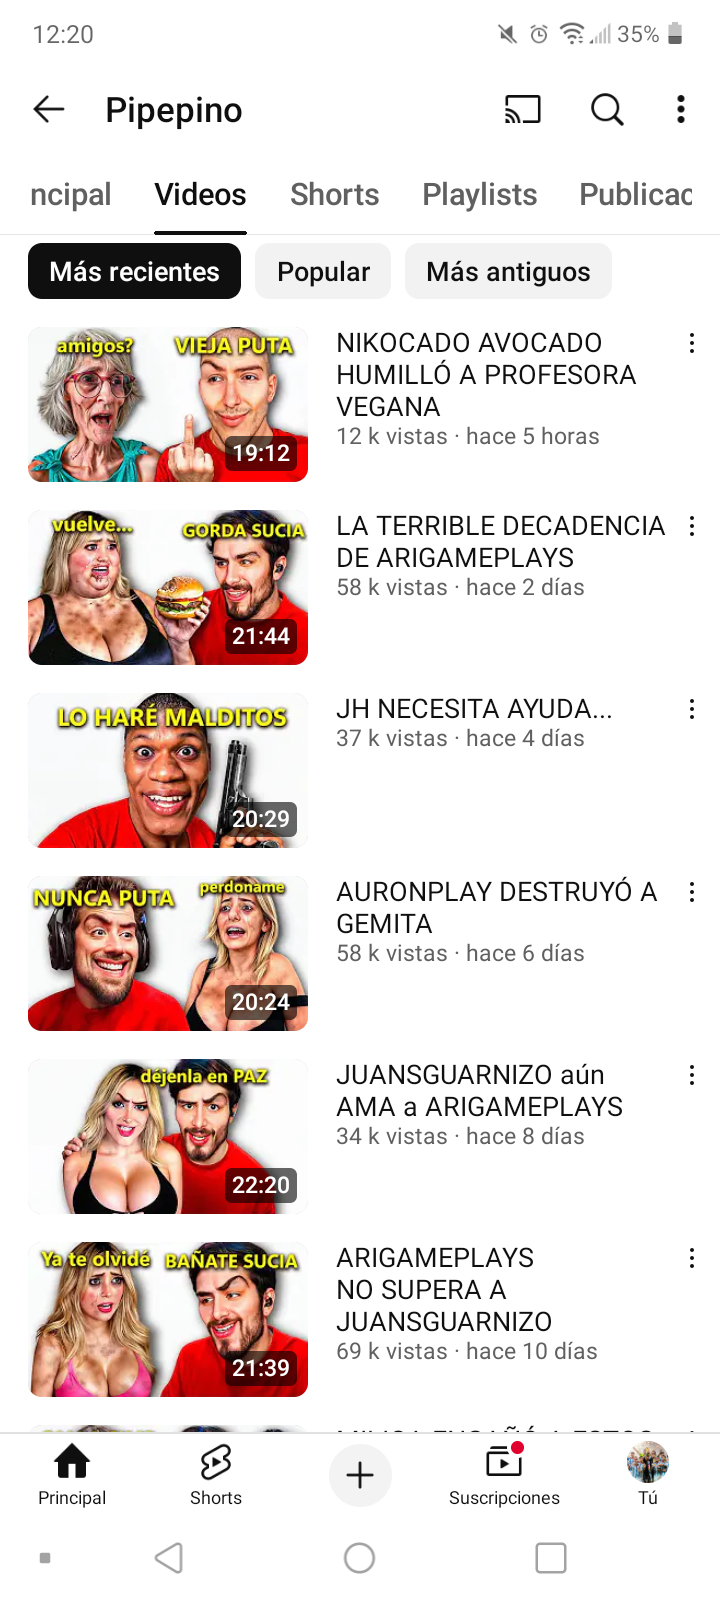 12:20
35%
Pipepino
ncipal
Videos
Shorts
Playlists
Publicac
Más recientes
Popular
Más antiguos
amigos?
VIEJA PUTA
19:12
NIKOCADO AVOCADO
HUMILLÓ A PROFESORA
VEGANA
12 k vistas · hace 5 horas
vuelve...
GORDA SUCIA
21:44
LA TERRIBLE DECADENCIA
DE ARIGAMEPLAYS
58 k vistas · hace 2 días
LO HARÉ MALDITOS
20:29
JH NECESITA AYUDA...
37 k vistas · hace 4 días
NUNCA PUTA
perdoname
20:24
AURONPLAY DESTRUYÓ A
GEMITA
58 k vistas · hace 6 días
déjenla en PAZ
22:20
JUANSGUARNIZO aún
AMA a ARIGAMEPLAYS
34 k vistas · hace 8 días
Ya te olvidé
BAÑATE SUCIA
21:39
ARIGAMEPLAYS
NO SUPERA A
JUANSGUARNIZO
69 k vistas · hace 10 días
Principal
Shorts
Suscripciones
Tú